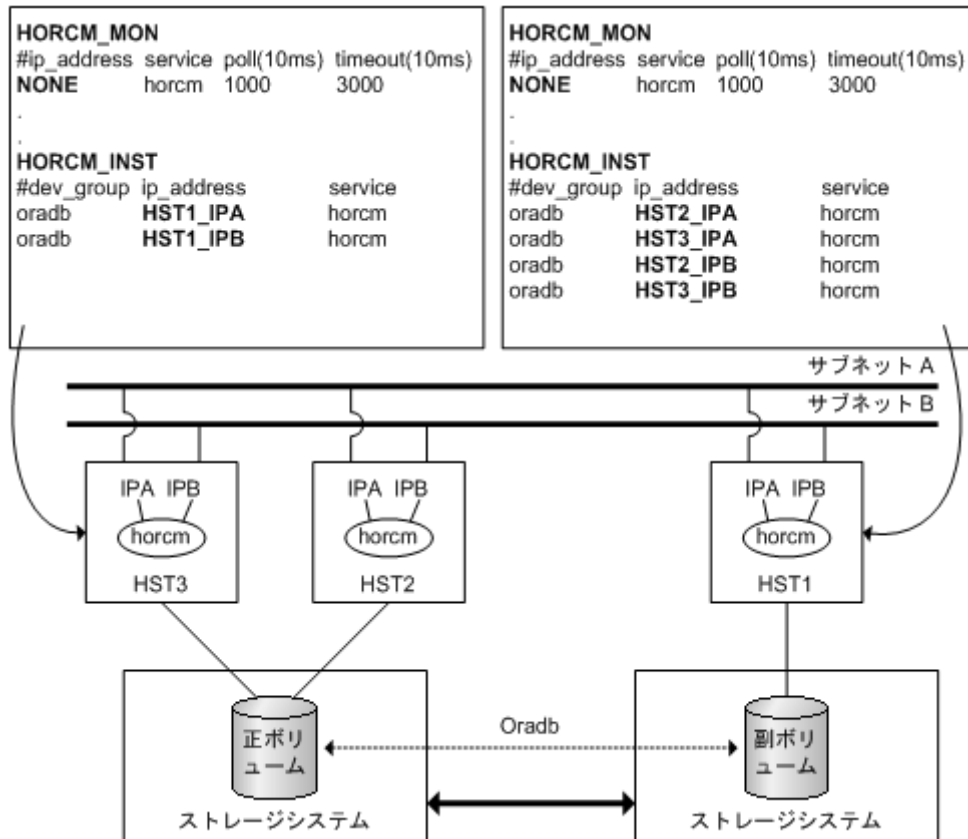 HORCM_MON
#ip_address service poll(10ms) timeout(10ms)
NONE horcm 1000 3000
.
.
HORCM_INST
#dev_group ip_address service
oradb HST1_IPA horcm
oradb HST1_IPB horcm
HORCM_MON
#ip_address service poll(10ms) timeout(10ms)
NONE horcm 1000 3000
.
.
HORCM_INST
#dev_group ip_address service
oradb HST2_IPA horcm
oradb HST3_IPA horcm
oradb HST2_IPB horcm
oradb HST3_IPB horcm
サブネット A
サブネット B
IPA IPB
horcm
HST3
IPA IPB
horcm
HST2
IPA IPB
horcm
HST1
Oradb
正ボリ
ューム
ストレージシステム
副ボリ
ューム
ストレージシステム